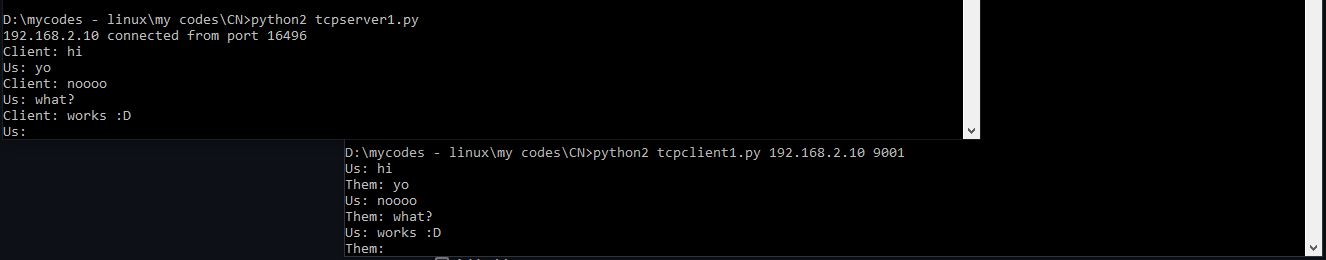 D:\mycodes - linux\my codes\CN>python2 tcpserver1.py
192.168.2.10 connected from port 16496
Client: hi
Us: yo
Client: noooo
Us: what?
Client: works :D
Us:
D:\mycodes - linux\my codes\CN>python2 tcpclient1.py 192.168.2.10 9001
Us: hi
Them: yo
Us: noooo
Them: what?
Us: works :D
Them: